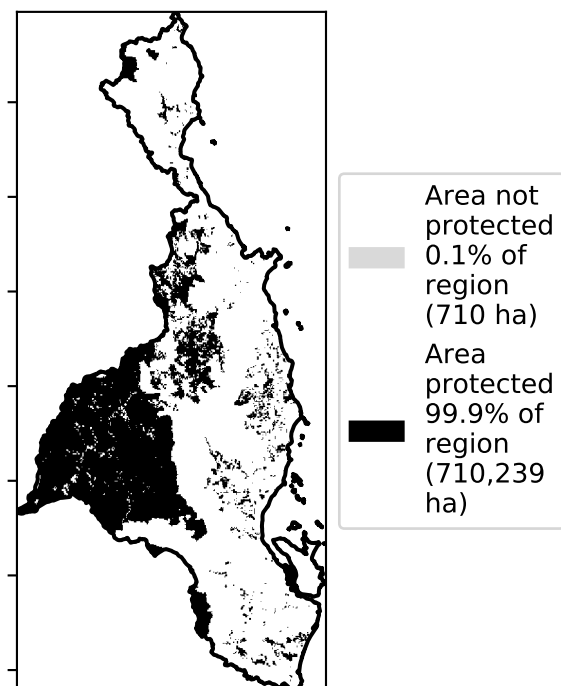 Area not
protected
0.1% of
region
(710 ha)
Area
protected
99.9% of
region
(710,239
ha)